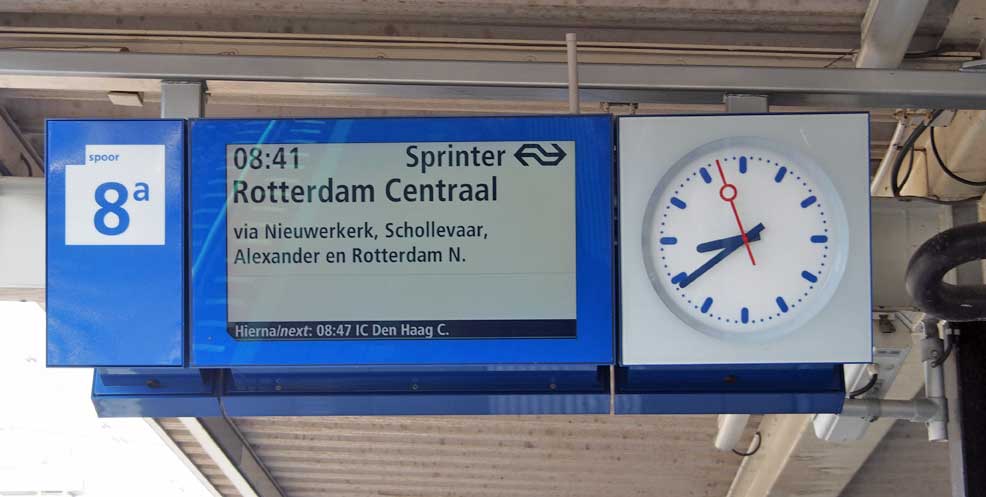 spoor
8a
08:41 Sprinter
Rotterdam Centraal
via Nieuwerkerk, Schollevaar,
Alexander en Rotterdam N.
Hierna/next: 08:47 IC Den Haag C.